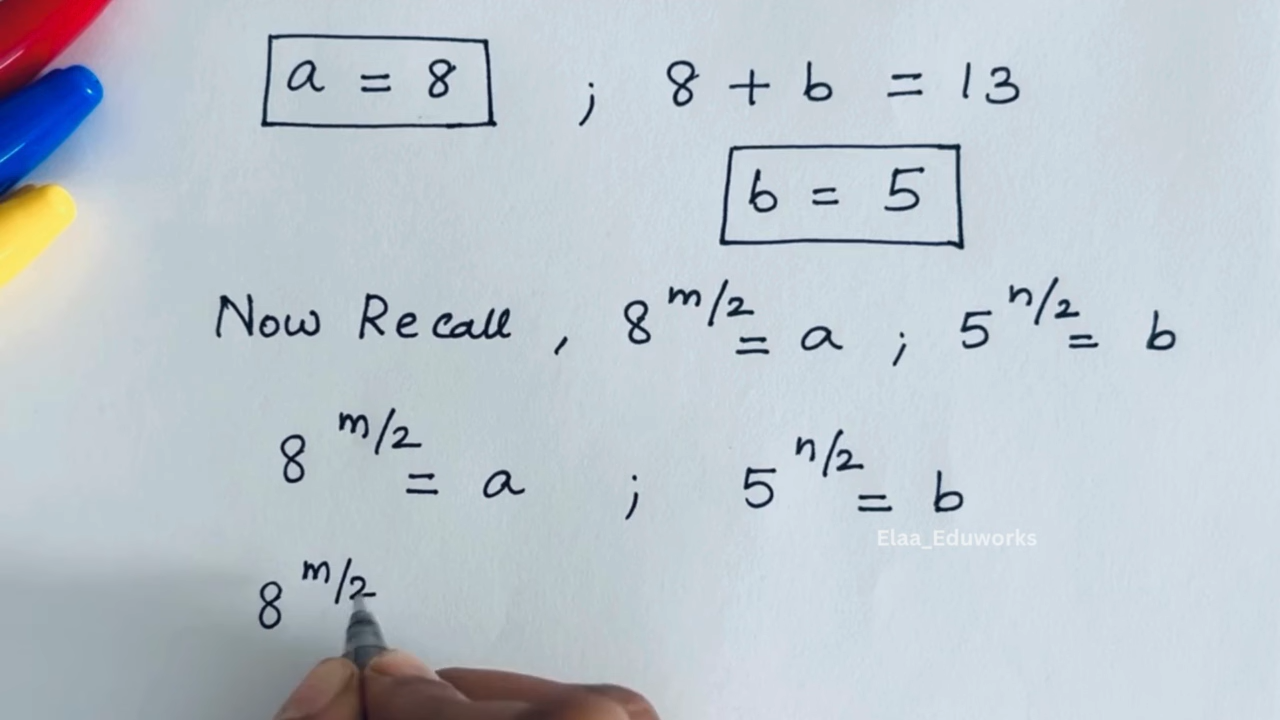 a = 8 ; 8 + b = 13
b = 5
Now Recall , 8^m/2 = a ; 5^n/2 = b
8^m/2 = a ; 5^n/2 = b
Elaa_Eduworks
8^m/2